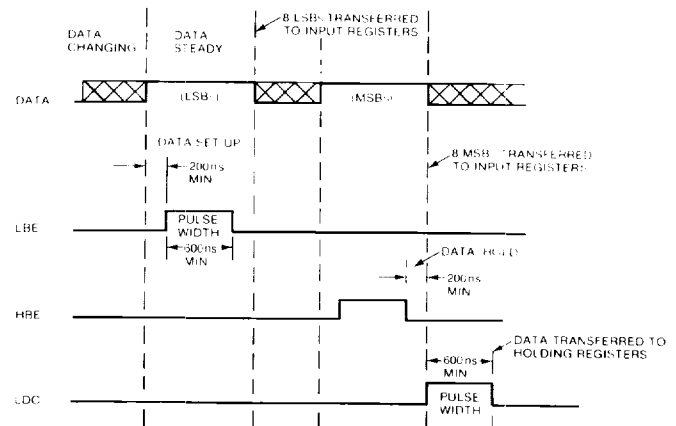 DATA
CHANGING
DATA
STEADY
8 LSBs TRANSFERRED
TO INPUT REGISTERS
DATA
(LSBs)
(MSBs)
DATA SET UP
200ns
MIN
8 MSBs TRANSFERRED
TO INPUT REGISTERS
LBE
PULSE
WIDTH
600ns
MIN
DATA HOLD
200ns
MIN
HBE
DATA TRANSFERRED TO
HOLDING REGISTERS
600ns
MIN
LDC
PULSE
WIDTH